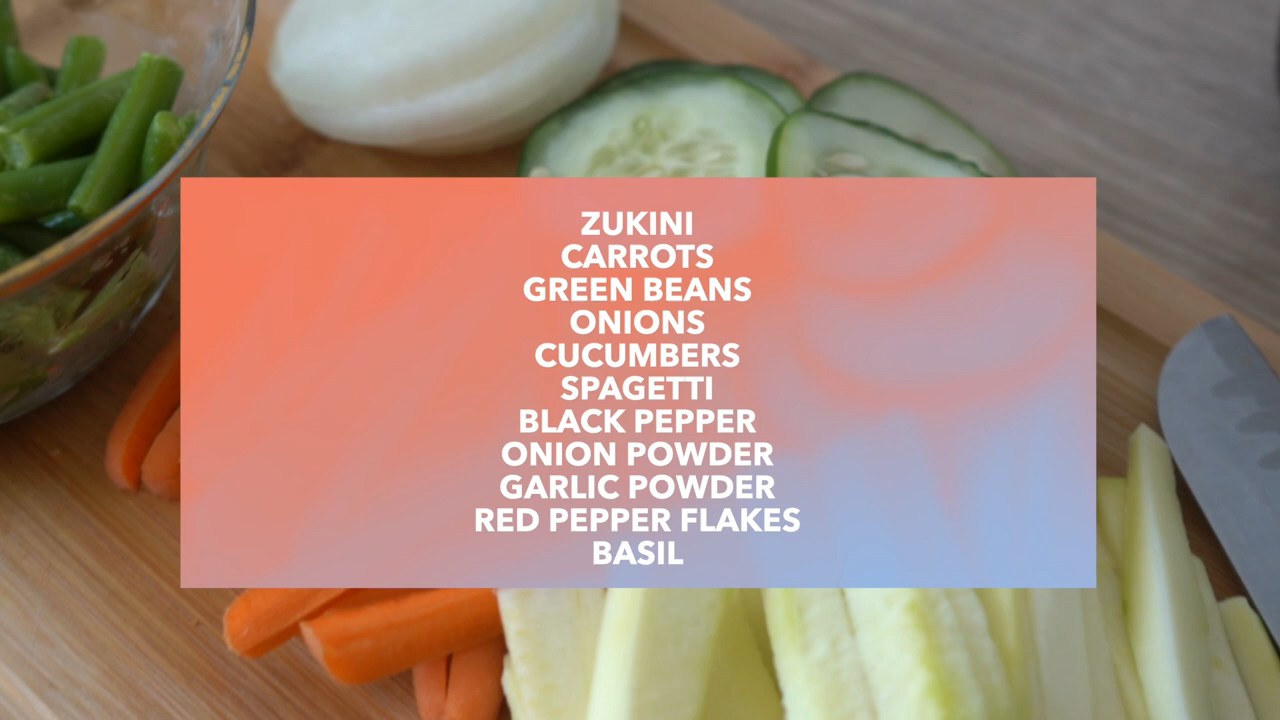 ZUKINI
CARROTS
GREEN BEANS
ONIONS
CUCUMBERS
SPAGETTI
BLACK PEPPER
ONION POWDER
GARLIC POWDER
RED PEPPER FLAKES
BASIL